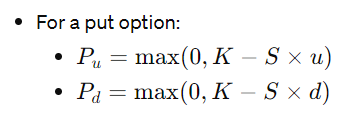 • For a put option:
• P_u = max(0, K – S × u)
• P_d = max(0, K – S × d)